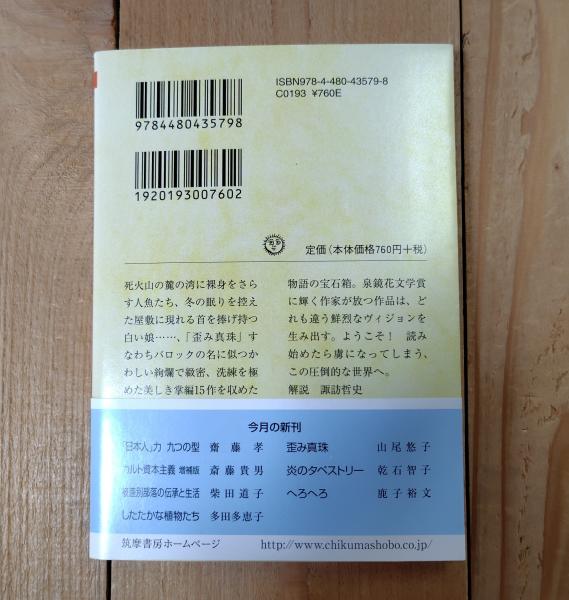 ISBN978-4-480-43579-8
C0193 ¥760E
9784480435798
1920193007602
定価(本体価格760円+税)
死火山の麓の湾に裸身をさら
す人魚たち、冬の眠りを控え
た屋敷に現れる首を捧げ持つ
白い娘……、「歪み真珠」す
なわちバロックの名に似つか
わしい絢爛で緻密、洗練を極
めた美しき掌編15作を収めた
物語の宝石箱。泉鏡花文学賞
に輝く作家が放つ作品は、ど
れも違う鮮烈なヴィジョンを
生み出す。ようこそ! 読み
始めたら虜になってしまう、
この圧倒的な世界へ。
解説 諏訪哲史
今月の新刊
「日本人」力 九つの型 齋藤孝
カルト資本主義 増補版 斎藤貴男
被差別部落の伝承と生活 柴田道子
したたかな植物たち 多田多恵子
歪み真珠 山尾悠子
炎のタペストリー 乾石智子
へろへろ 鹿子裕文
筑摩書房ホームページ http://www.chikumashobo.co.jp/